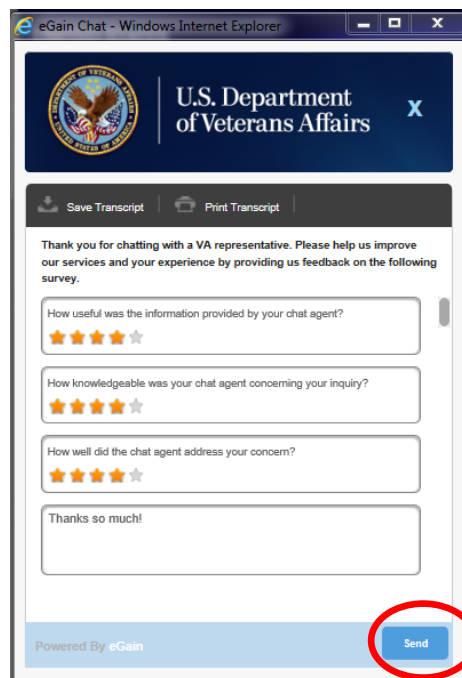 eGain Chat - Windows Internet Explorer
U.S. Department
of Veterans Affairs
X
Save Transcript
Print Transcript
Thank you for chatting with a VA representative. Please help us improve
our services and your experience by providing us feedback on the following
survey.
How useful was the information provided by your chat agent?
How knowledgeable was your chat agent concerning your inquiry?
How well did the chat agent address your concern?
Thanks so much!
Powered By eGain
Send